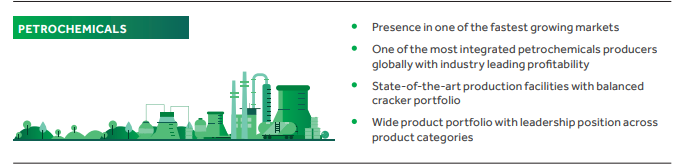 PETROCHEMICALS
• Presence in one of the fastest growing markets
• One of the most integrated petrochemicals producers
globally with industry leading profitability
• State-of-the-art production facilities with balanced
cracker portfolio
• Wide product portfolio with leadership position across
product categories